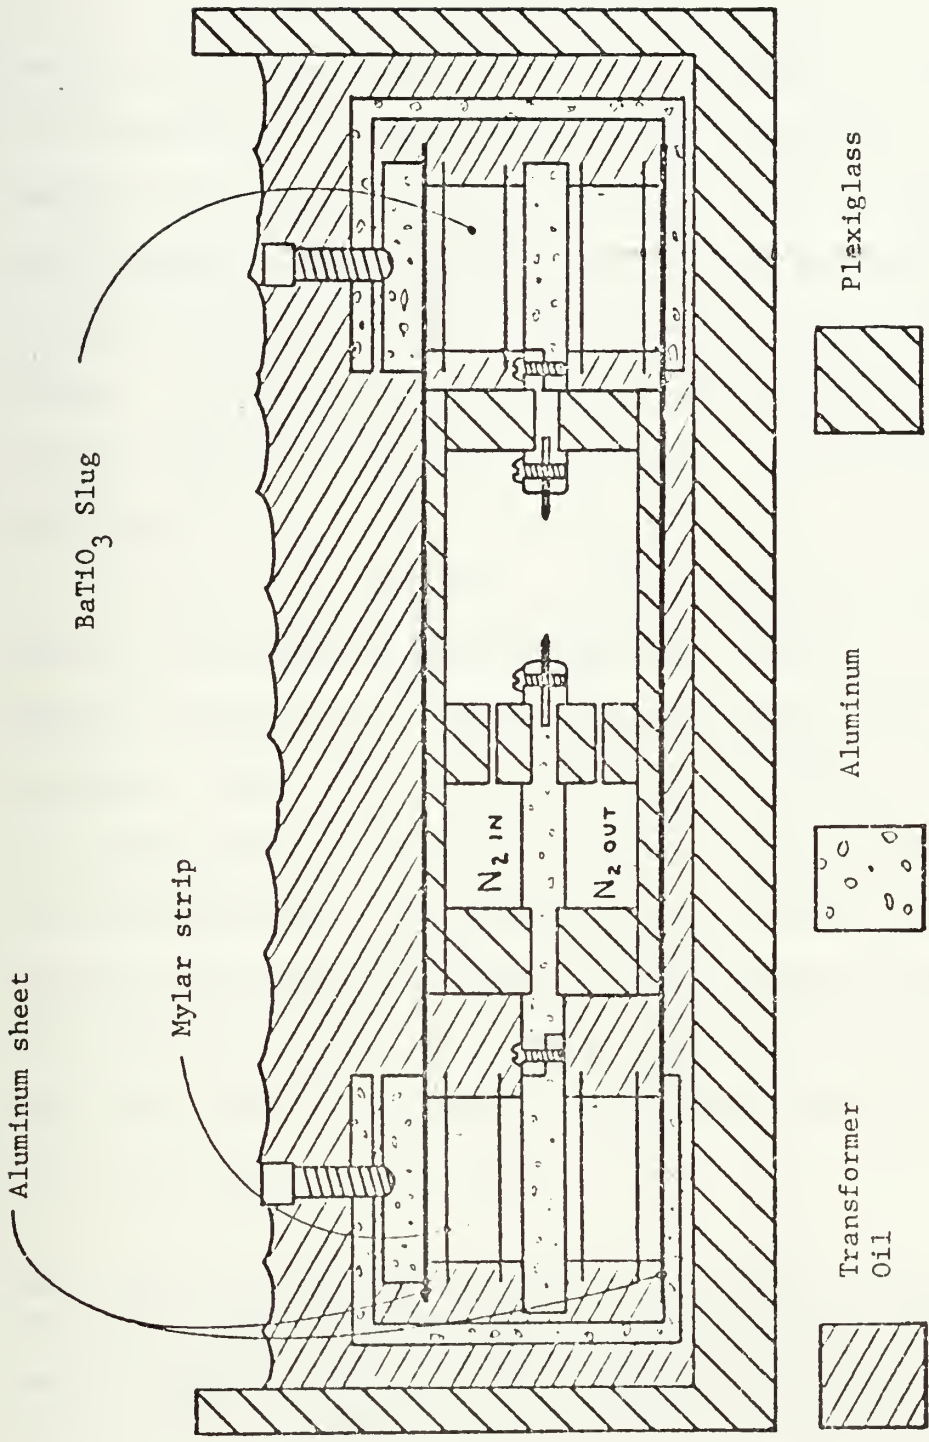 Aluminum sheet
Mylar strip
BaTiO3 Slug
N2 IN
N2 OUT
Transformer
Oil
Aluminum
Plexiglass